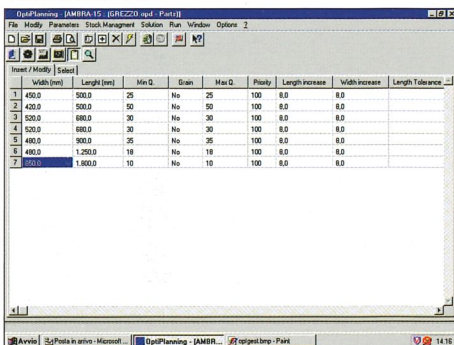 OptiPlanning - [AMBRA-15 : (GREZZO.opd - Parts)]
File Modify Parameters Stock Managment Solution Run Window Options ?
Insert / Modify Select
Width (mm) Lenght (mm) Min Q. Grain Max Q. Priority Length increase Width increase Length Tolerance
1 450,0 500,0 25 No 25 100 8,0 8,0
2 420,0 500,0 50 No 50 100 8,0 8,0
3 520,0 680,0 30 No 30 100 8,0 8,0
4 520,0 680,0 30 No 30 100 8,0 8,0
5 480,0 900,0 35 No 35 100 8,0 8,0
6 480,0 1.250,0 18 No 18 100 8,0 8,0
7 850,0 1.600,0 10 No 10 100 8,0 8,0
Avvio Posta in arrivo - Microsoft ... OptiPlanning - [AMBR... optgest.bmp - Paint 14.16